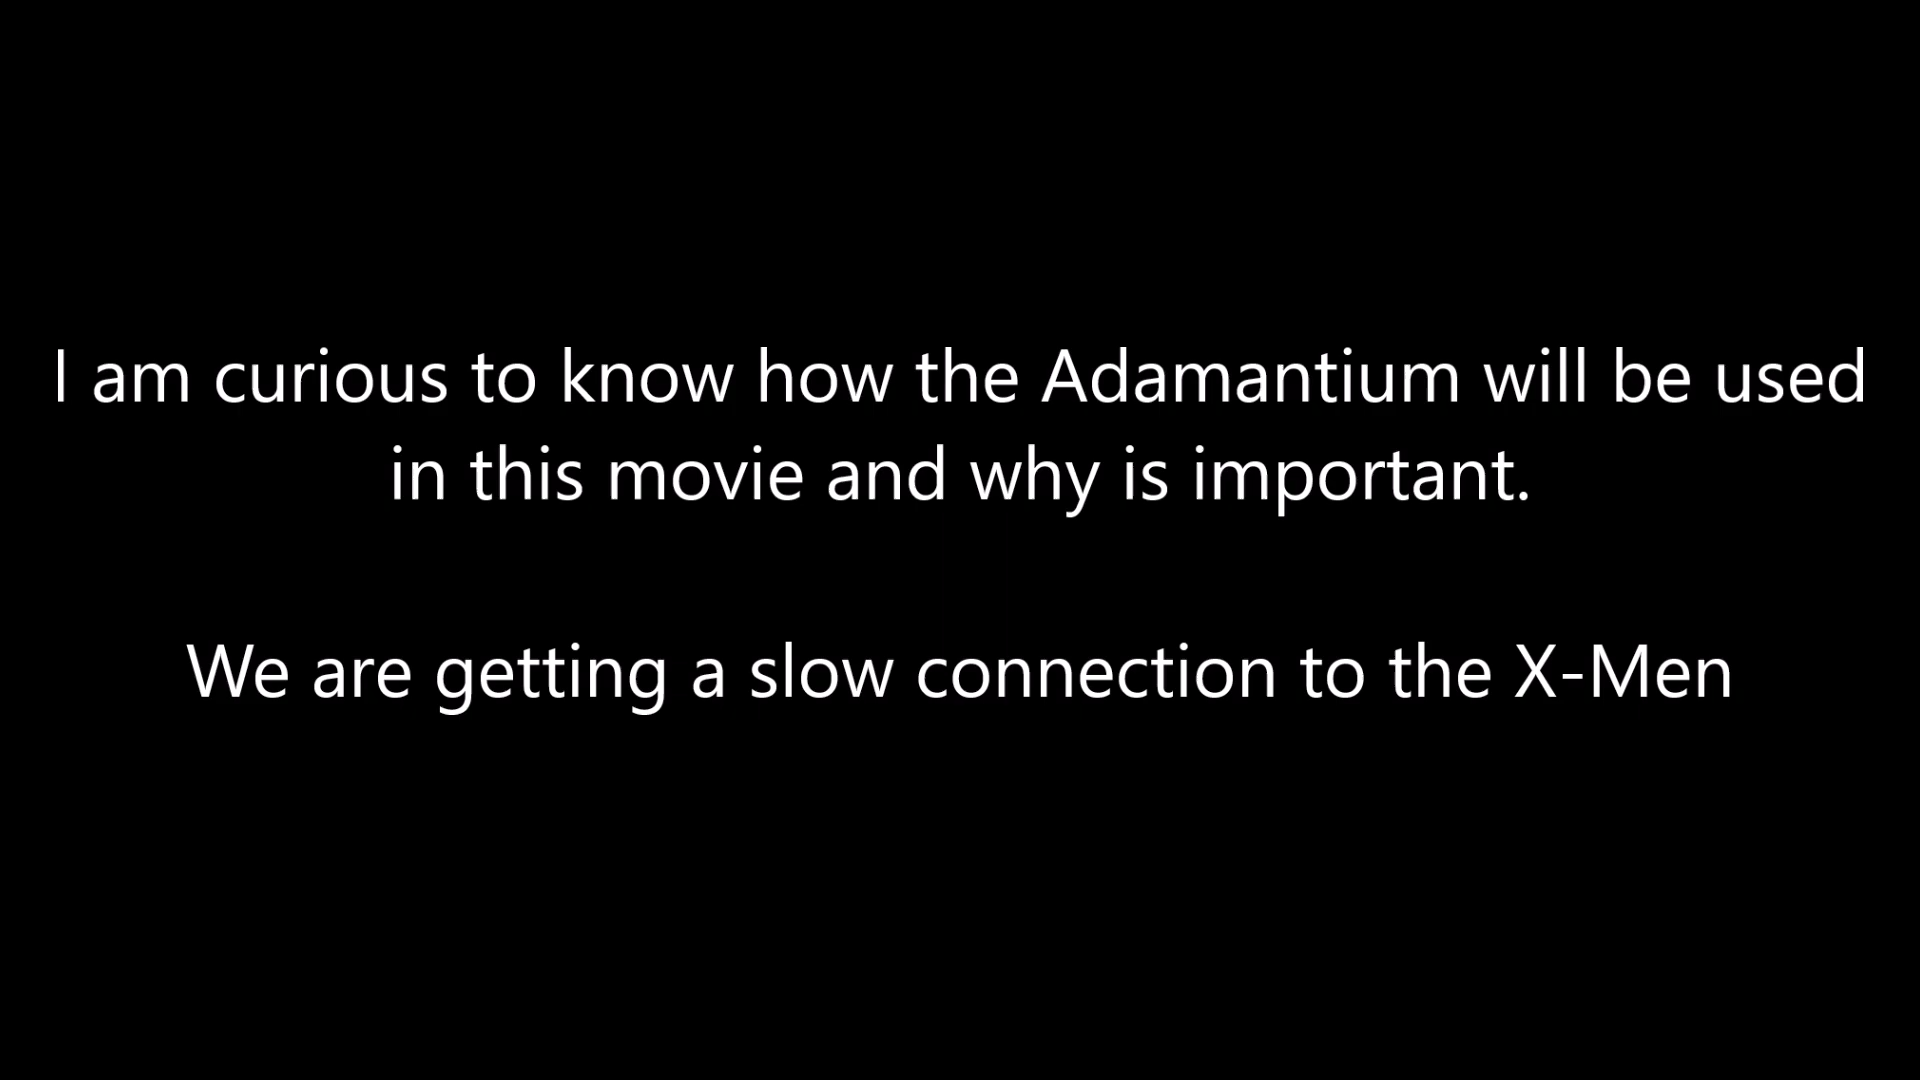 I am curious to know how the Adamantium will be used
in this movie and why is important.
We are getting a slow connection to the X-Men